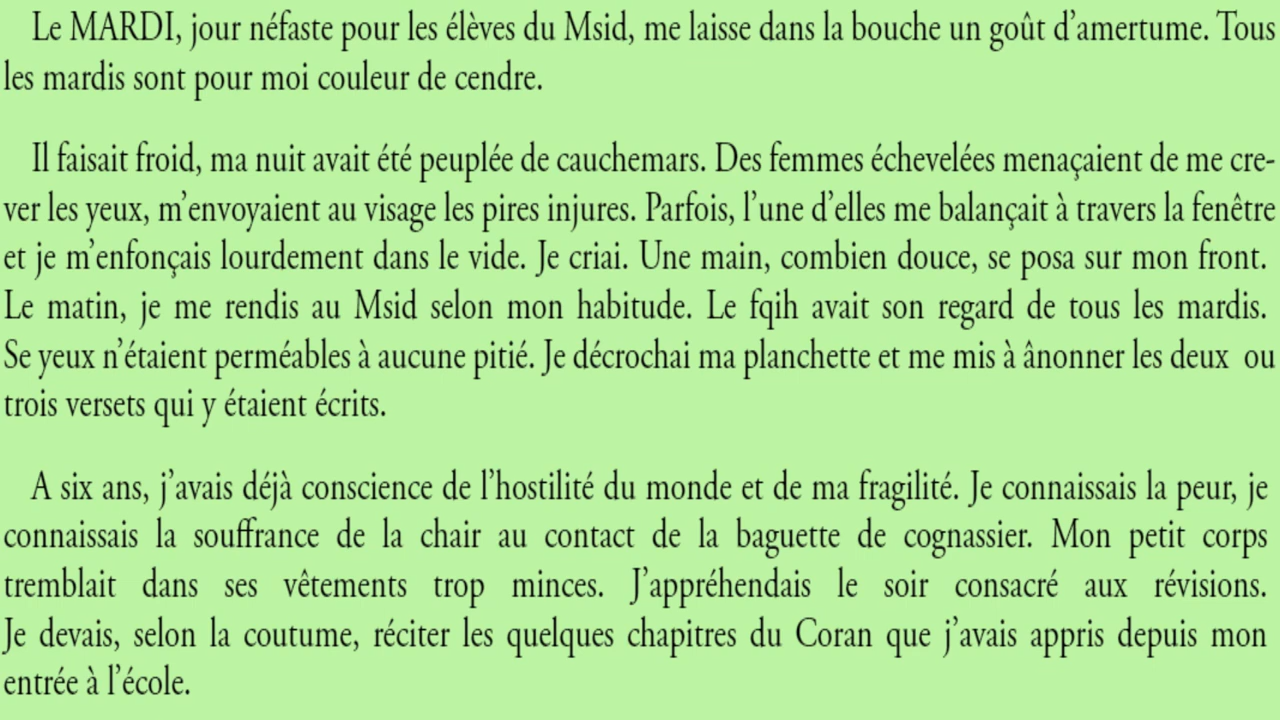 Le MARDI, jour néfaste pour les élèves du Msid, me laisse dans la bouche un goût d’amertume. Tous
les mardis sont pour moi couleur de cendre.
Il faisait froid, ma nuit avait été peuplée de cauchemars. Des femmes échevelées menaçaient de me cre-
ver les yeux, m’envoyaient au visage les pires injures. Parfois, l’une d’elles me balançait à travers la fenêtre
et je m’enfonçais lourdement dans le vide. Je criai. Une main, combien douce, se posa sur mon front.
Le matin, je me rendis au Msid selon mon habitude. Le fqih avait son regard de tous les mardis.
Se yeux n’étaient perméables à aucune pitié. Je décrochai ma planchette et me mis à ânonner les deux ou
trois versets qui y étaient écrits.
A six ans, j’avais déjà conscience de l’hostilité du monde et de ma fragilité. Je connaissais la peur, je
connaissais la souffrance de la chair au contact de la baguette de cognassier. Mon petit corps
tremblait dans ses vêtements trop minces. J’appréhendais le soir consacré aux révisions.
Je devais, selon la coutume, réciter les quelques chapitres du Coran que j’avais appris depuis mon
entrée à l’école.